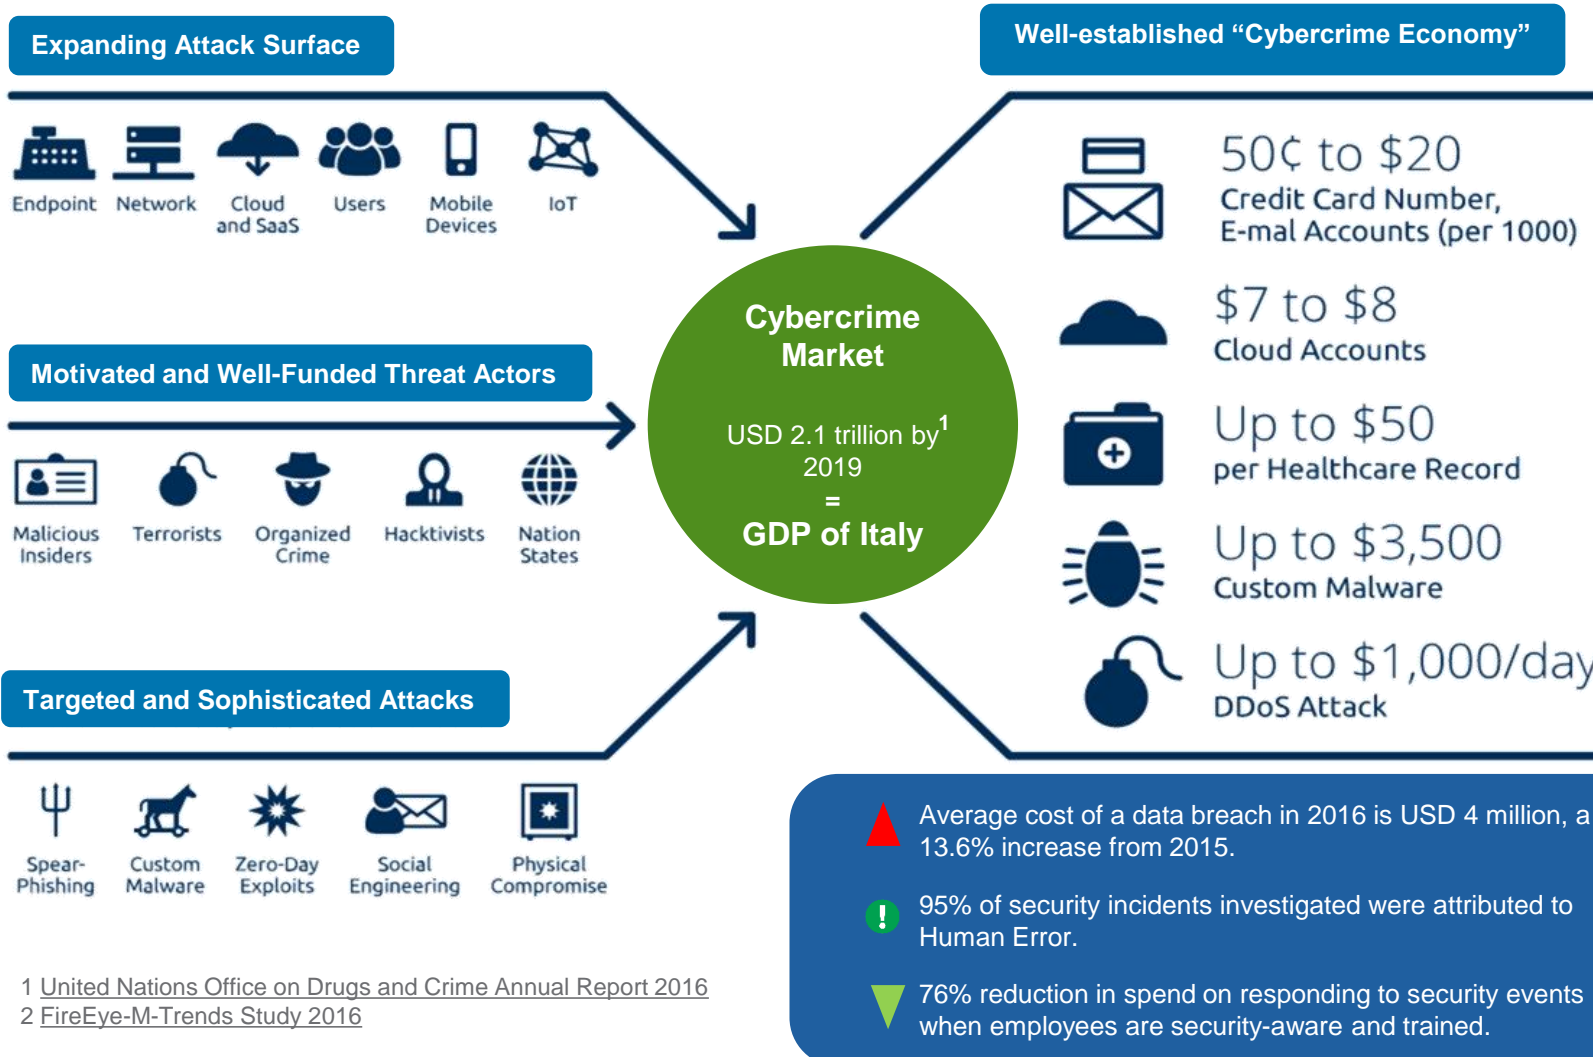 Expanding Attack Surface
Endpoint
Network
Cloud
and SaaS
Users
Mobile
Devices
IoT
Motivated and Well-Funded Threat Actors
Malicious
Insiders
Terrorists
Organized
Crime
Hacktivists
Nation
States
Targeted and Sophisticated Attacks
Spear-
Phishing
Custom
Malware
Zero-Day
Exploits
Social
Engineering
Physical
Compromise
Cybercrime
Market
USD 2.1 trillion by1
2019
=
GDP of Italy
Well-established “Cybercrime Economy”
50¢ to $20
Credit Card Number,
E-mal Accounts (per 1000)
$7 to $8
Cloud Accounts
Up to $50
per Healthcare Record
Up to $3,500
Custom Malware
Up to $1,000/day
DDoS Attack
Average cost of a data breach in 2016 is USD 4 million, a
13.6% increase from 2015.
!
95% of security incidents investigated were attributed to
Human Error.
76% reduction in spend on responding to security events
when employees are security-aware and trained.
1 United Nations Office on Drugs and Crime Annual Report 2016
2 FireEye-M-Trends Study 2016